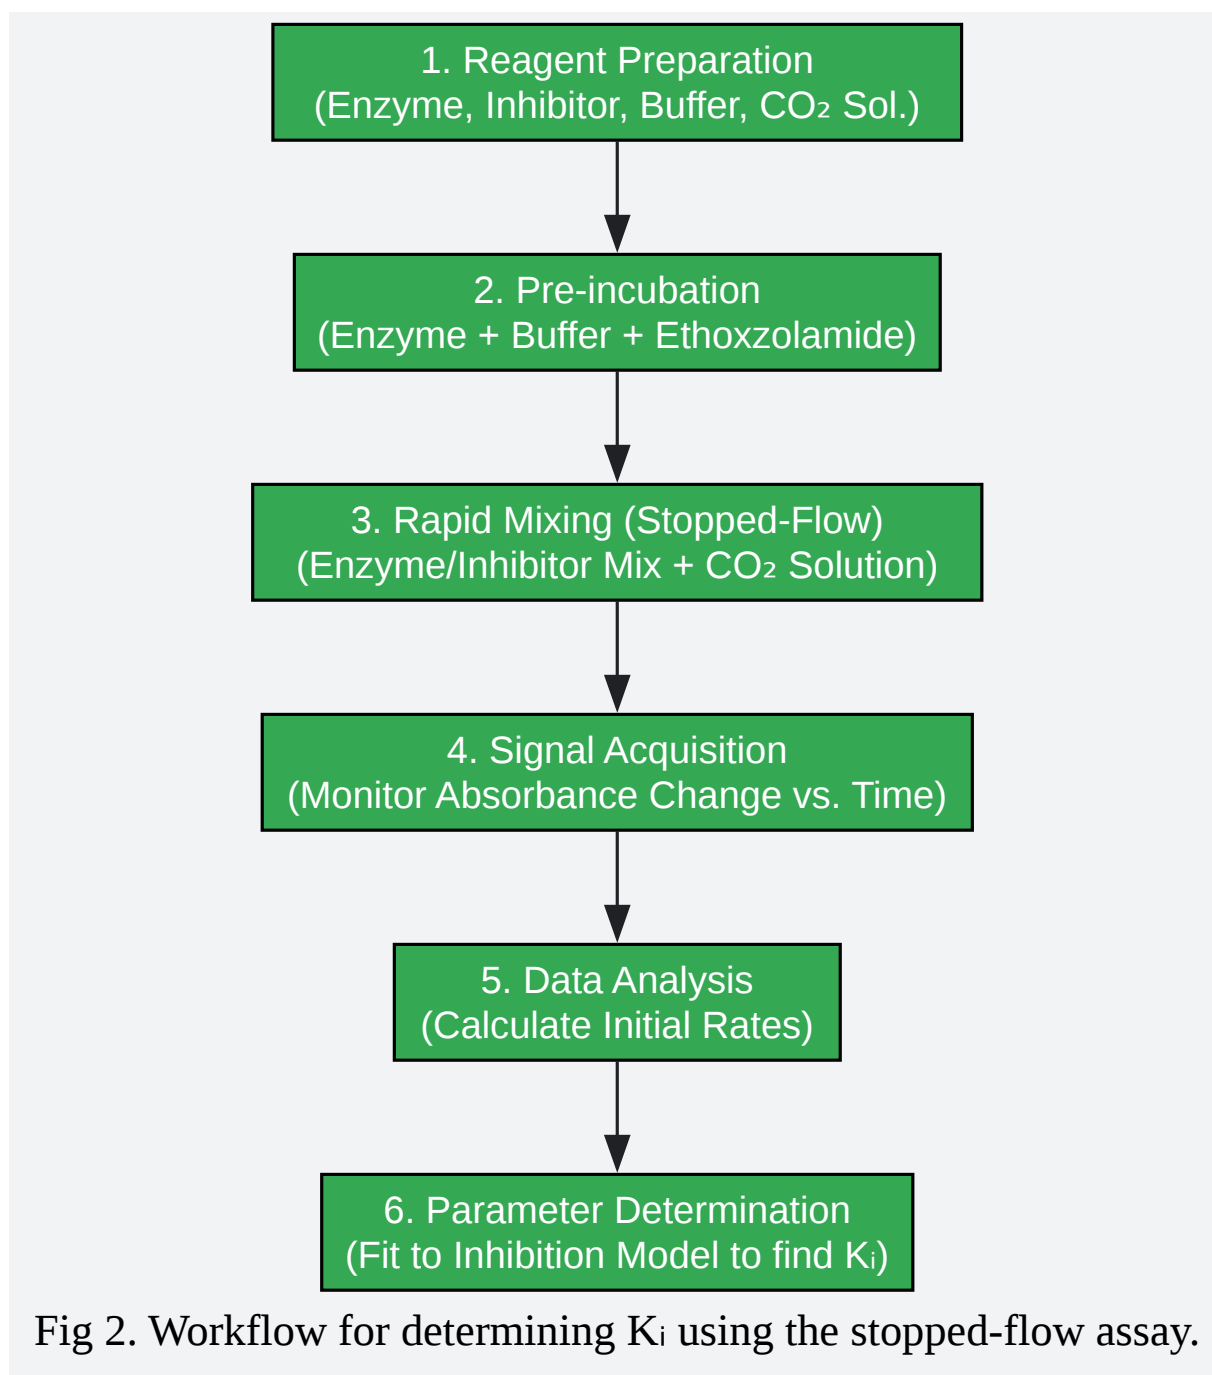 1. Reagent Preparation
(Enzyme, Inhibitor, Buffer, CO₂ Sol.)
2. Pre-incubation
(Enzyme + Buffer + Ethoxzolamide)
3. Rapid Mixing (Stopped-Flow)
(Enzyme/Inhibitor Mix + CO₂ Solution)
4. Signal Acquisition
(Monitor Absorbance Change vs. Time)
5. Data Analysis
(Calculate Initial Rates)
6. Parameter Determination
(Fit to Inhibition Model to find Kᵢ)
Fig 2. Workflow for determining Kᵢ using the stopped-flow assay.